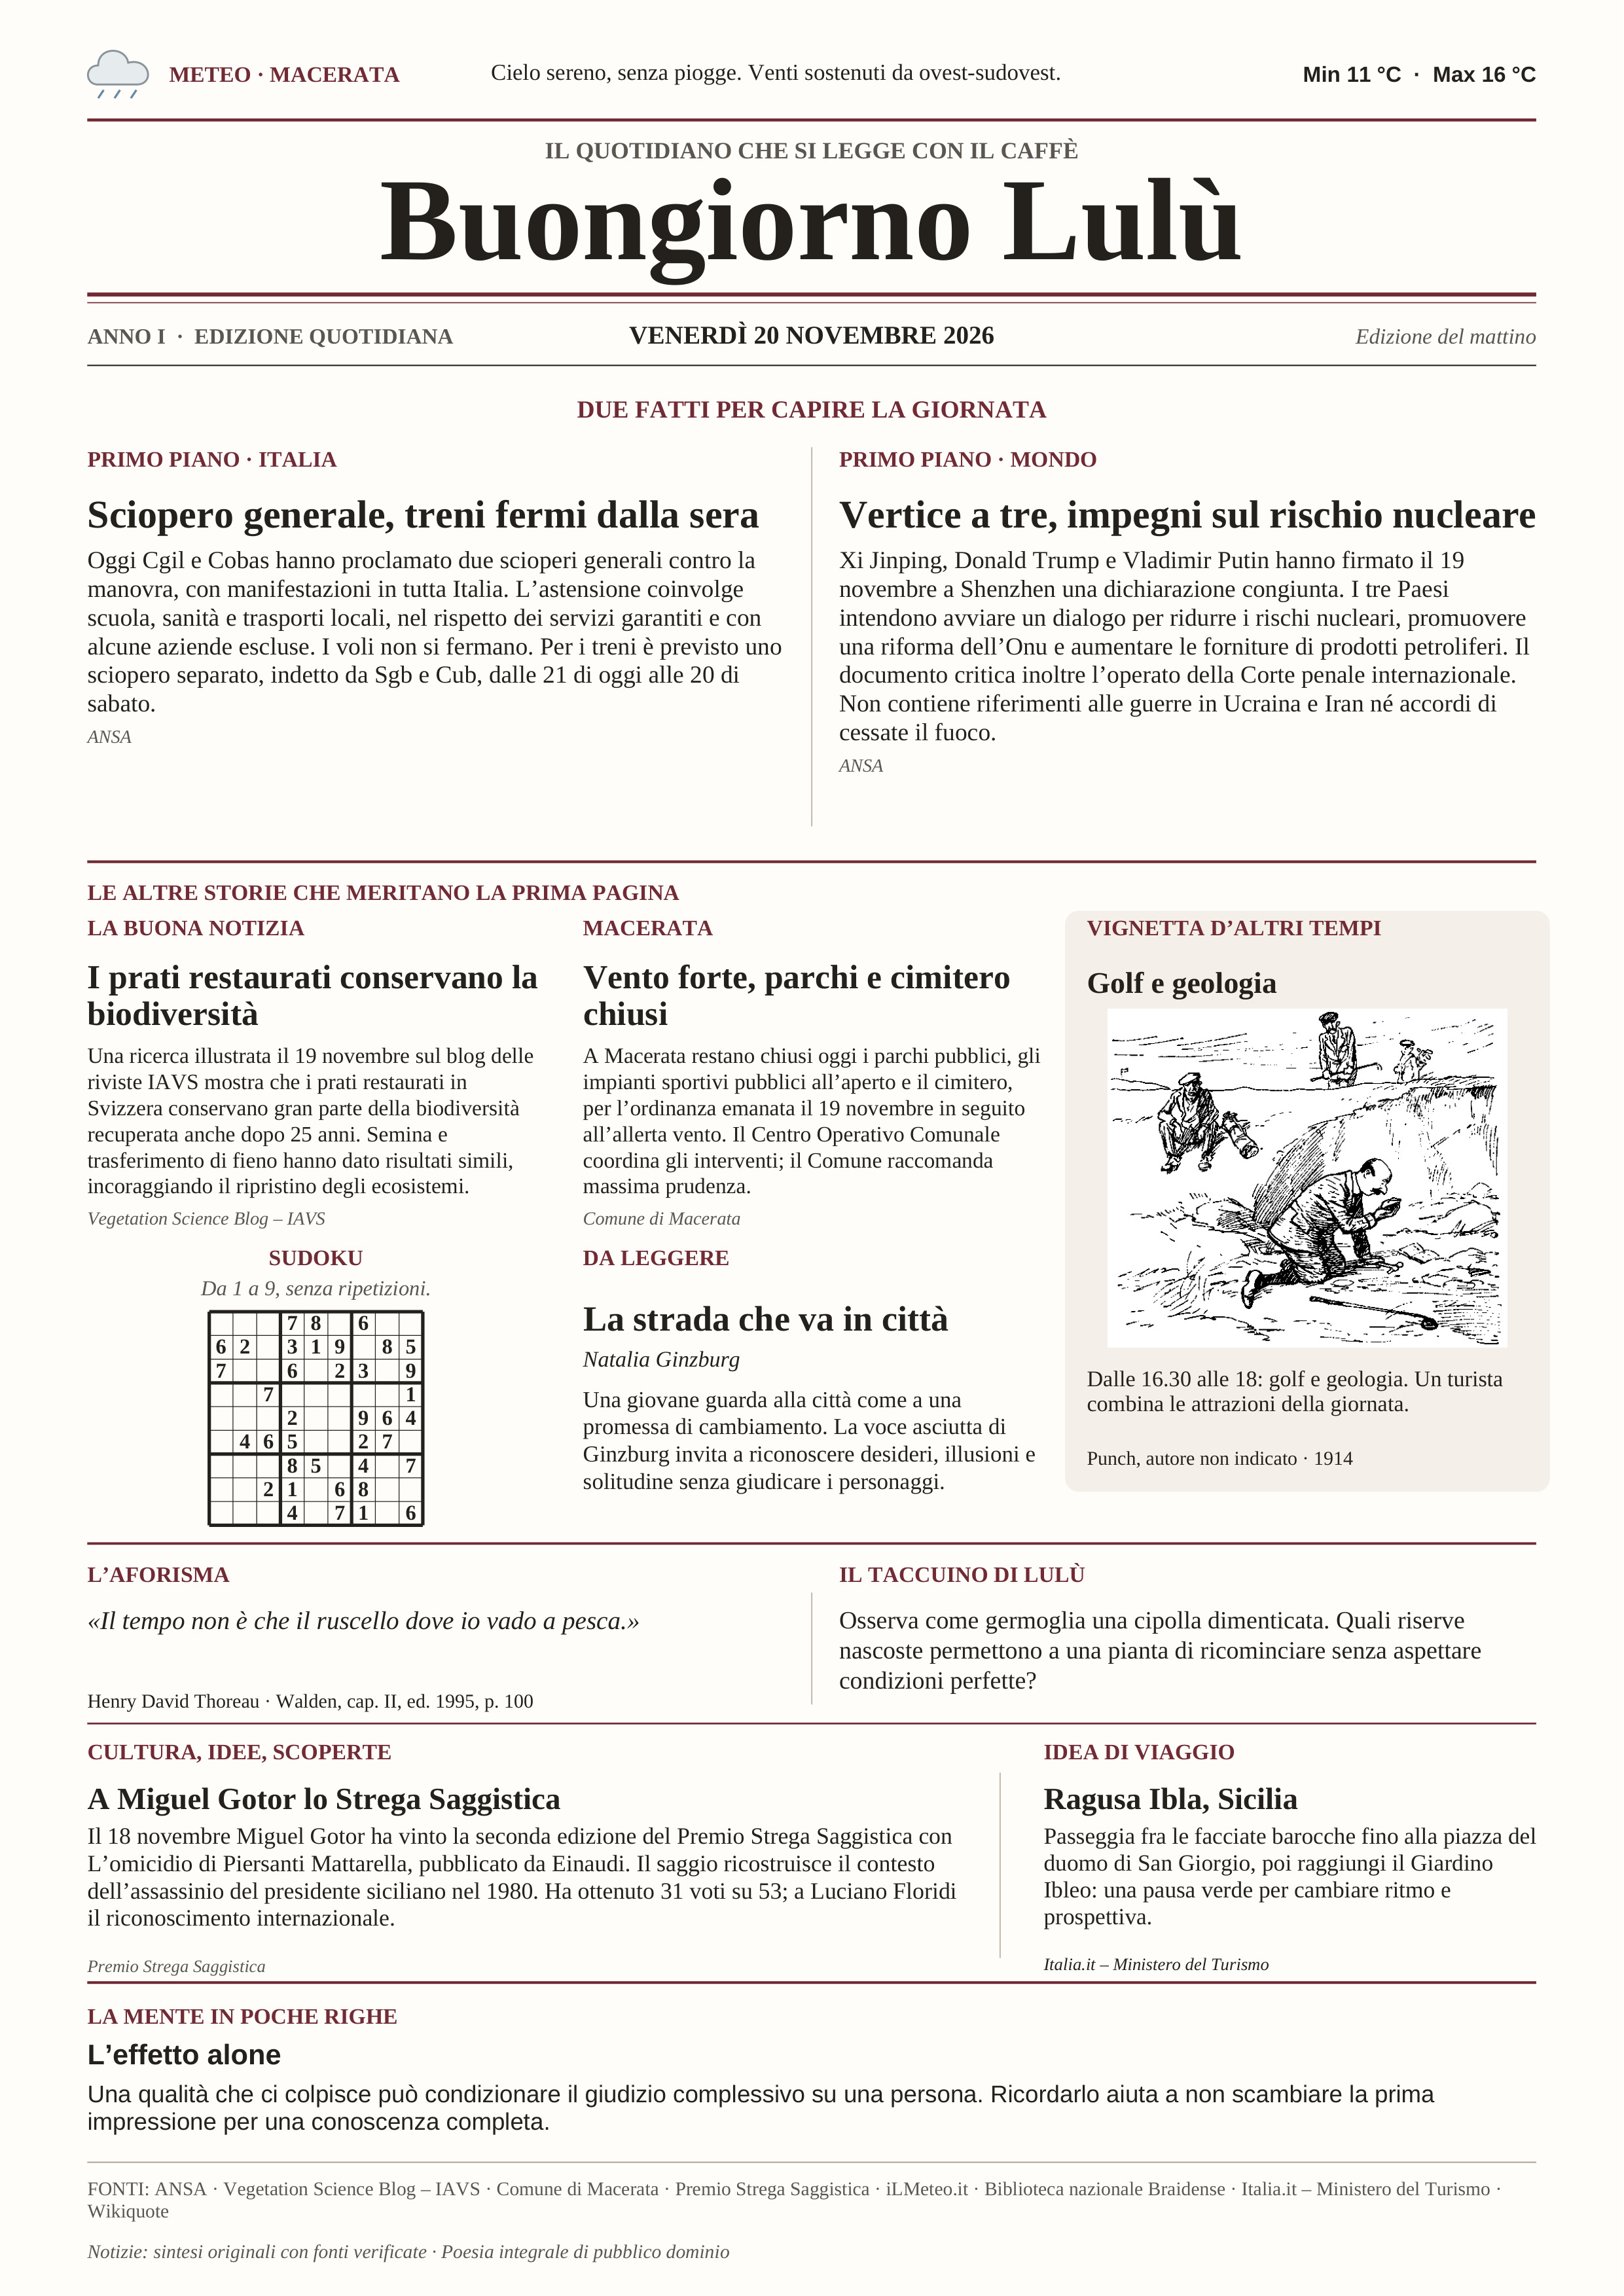 METEO · MACERATA
Cielo sereno, senza piogge. Venti sostenuti da ovest-sudovest.
Min 11 °C · Max 16 °C
IL QUOTIDIANO CHE SI LEGGE CON IL CAFFÈ
Buongiorno Lulù
ANNO I · EDIZIONE QUOTIDIANA
VENERDÌ 20 NOVEMBRE 2026
Edizione del mattino
DUE FATTI PER CAPIRE LA GIORNATA
PRIMO PIANO · ITALIA
Sciopero generale, treni fermi dalla sera
Oggi Cgil e Cobas hanno proclamato due scioperi generali contro la
manovra, con manifestazioni in tutta Italia. L’astensione coinvolge
scuola, sanità e trasporti locali, nel rispetto dei servizi garantiti e con
alcune aziende escluse. I voli non si fermano. Per i treni è previsto uno
sciopero separato, indetto da Sgb e Cub, dalle 21 di oggi alle 20 di
sabato.
ANSA
PRIMO PIANO · MONDO
Vertice a tre, impegni sul rischio nucleare
Xi Jinping, Donald Trump e Vladimir Putin hanno firmato il 19
novembre a Shenzhen una dichiarazione congiunta. I tre Paesi
intendono avviare un dialogo per ridurre i rischi nucleari, promuovere
una riforma dell’Onu e aumentare le forniture di prodotti petroliferi. Il
documento critica inoltre l’operato della Corte penale internazionale.
Non contiene riferimenti alle guerre in Ucraina e Iran né accordi di
cessate il fuoco.
ANSA
LE ALTRE STORIE CHE MERITANO LA PRIMA PAGINA
LA BUONA NOTIZIA
I prati restaurati conservano la
biodiversità
Una ricerca illustrata il 19 novembre sul blog delle
riviste IAVS mostra che i prati restaurati in
Svizzera conservano gran parte della biodiversità
recuperata anche dopo 25 anni. Semina e
trasferimento di fieno hanno dato risultati simili,
incoraggiando il ripristino degli ecosistemi.
Vegetation Science Blog – IAVS
MACERATA
Vento forte, parchi e cimitero
chiusi
A Macerata restano chiusi oggi i parchi pubblici, gli
impianti sportivi pubblici all’aperto e il cimitero,
per l’ordinanza emanata il 19 novembre in seguito
all’allerta vento. Il Centro Operativo Comunale
coordina gli interventi; il Comune raccomanda
massima prudenza.
Comune di Macerata
VIGNETTA D’ALTRI TEMPI
Golf e geologia
Dalle 16.30 alle 18: golf e geologia. Un turista
combina le attrazioni della giornata.
Punch, autore non indicato · 1914
SUDOKU
Da 1 a 9, senza ripetizioni.
7 8 6
6 2 3 1 9 8 5
7 6 2 3 9
7 1
2 9 6 4
4 6 5 2 7
8 5 4 7
2 1 6 8
4 7 1 6
DA LEGGERE
La strada che va in città
Natalia Ginzburg
Una giovane guarda alla città come a una
promessa di cambiamento. La voce asciutta di
Ginzburg invita a riconoscere desideri, illusioni e
solitudine senza giudicare i personaggi.
L’AFORISMA
«Il tempo non è che il ruscello dove io vado a pesca.»
Henry David Thoreau · Walden, cap. II, ed. 1995, p. 100
IL TACCUINO DI LULÙ
Osserva come germoglia una cipolla dimenticata. Quali riserve
nascoste permettono a una pianta di ricominciare senza aspettare
condizioni perfette?
CULTURA, IDEE, SCOPERTE
A Miguel Gotor lo Strega Saggistica
Il 18 novembre Miguel Gotor ha vinto la seconda edizione del Premio Strega Saggistica con
L’omicidio di Piersanti Mattarella, pubblicato da Einaudi. Il saggio ricostruisce il contesto
dell’assassinio del presidente siciliano nel 1980. Ha ottenuto 31 voti su 53; a Luciano Floridi
il riconoscimento internazionale.
Premio Strega Saggistica
IDEA DI VIAGGIO
Ragusa Ibla, Sicilia
Passeggia fra le facciate barocche fino alla piazza del
duomo di San Giorgio, poi raggiungi il Giardino
Ibleo: una pausa verde per cambiare ritmo e
prospettiva.
Italia.it – Ministero del Turismo
LA MENTE IN POCHE RIGHE
L’effetto alone
Una qualità che ci colpisce può condizionare il giudizio complessivo su una persona. Ricordarlo aiuta a non scambiare la prima
impressione per una conoscenza completa.
FONTI: ANSA · Vegetation Science Blog – IAVS · Comune di Macerata · Premio Strega Saggistica · iLMeteo.it · Biblioteca nazionale Braidense · Italia.it – Ministero del Turismo ·
Wikiquote
Notizie: sintesi originali con fonti verificate · Poesia integrale di pubblico dominio